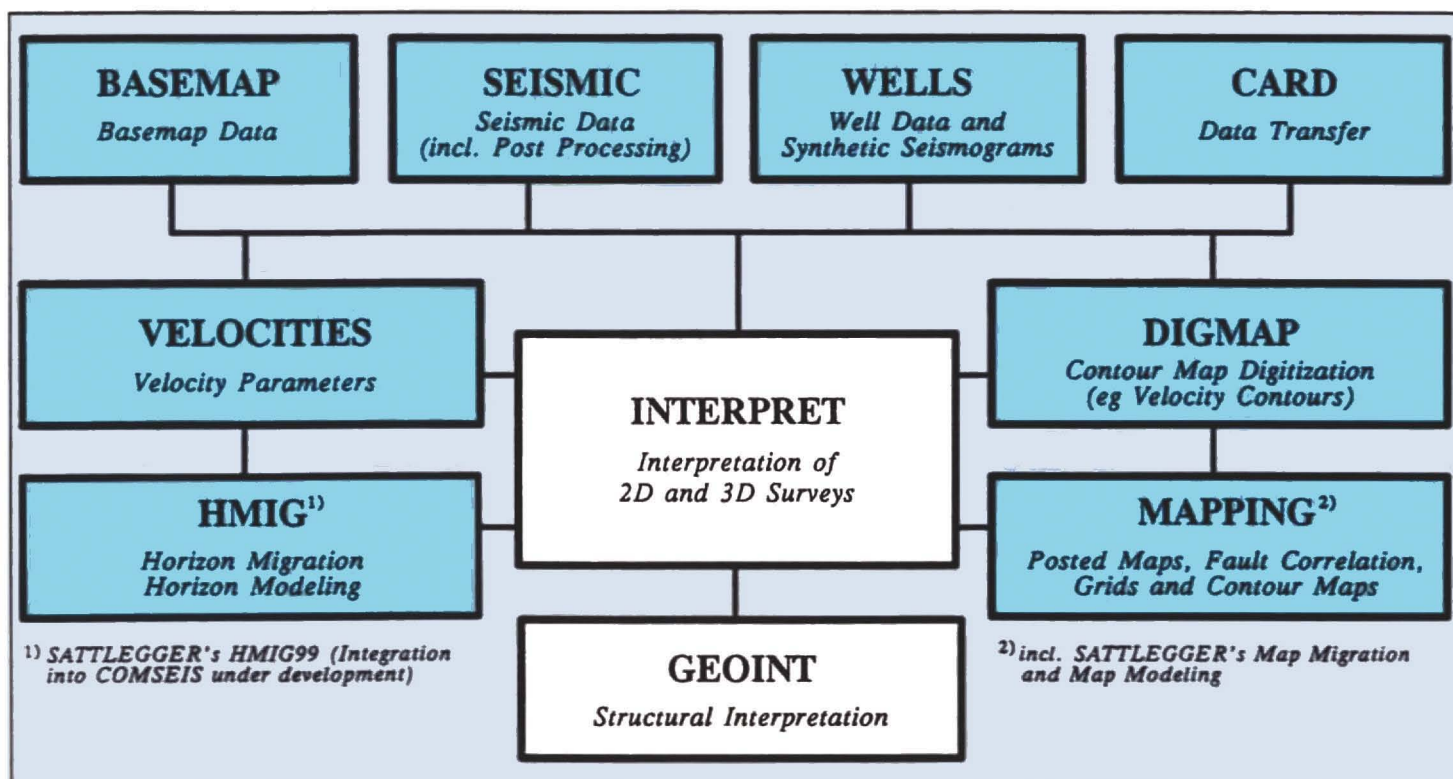 BASEMAP
Basemap Data
SEISMIC
Seismic Data
(incl. Post Processing)
WELLS
Well Data and
Synthetic Seismograms
CARD
Data Transfer
VELOCITIES
Velocity Parameters
INTERPRET
Interpretation of
2D and 3D Surveys
DIGMAP
Contour Map Digitization
(eg Velocity Contours)
HMIG¹⁾
Horizon Migration
Horizon Modeling
MAPPING²⁾
Posted Maps, Fault Correlation,
Grids and Contour Maps
¹⁾ SATTLEGGER's HMIG99 (Integration
into COMSEIS under development)
GEOINT
Structural Interpretation
²⁾ incl. SATTLEGGER's Map Migration
and Map Modeling